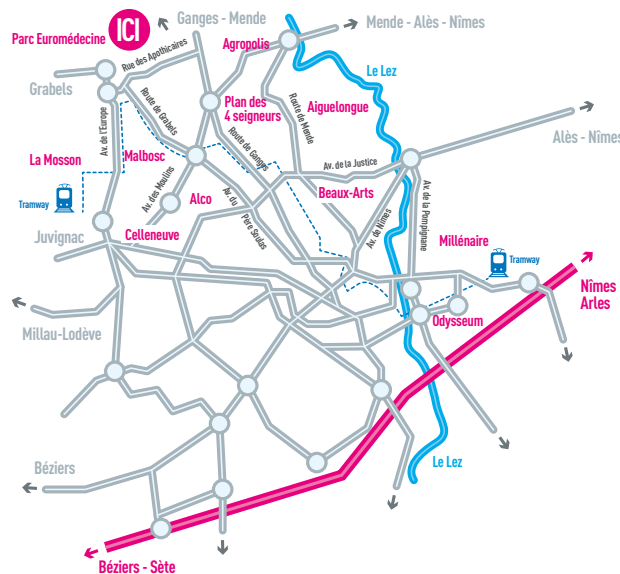 ICI
Ganges - Mende
Parc Euromédecine
Agropolis
Mende - Alès - Nîmes
Rue des Apothicaires
Le Lez
Grabels
Route de Grabels
Plan des
4 seigneurs
Route de Mende
Aiguelongue
Alès - Nîmes
Av. de l'Europe
Route de Ganges
La Mosson
Malbosc
Av. de la Justice
Av. des Moulins
Alco
Beaux-Arts
Av. de la Pompignane
Tramway
Av. du Père Soulas
Av. de Nîmes
Juvignac
Celleneuve
Millénaire
Tramway
Nîmes
Arles
Millau-Lodève
Odysseum
Béziers
Le Lez
Béziers - Sète